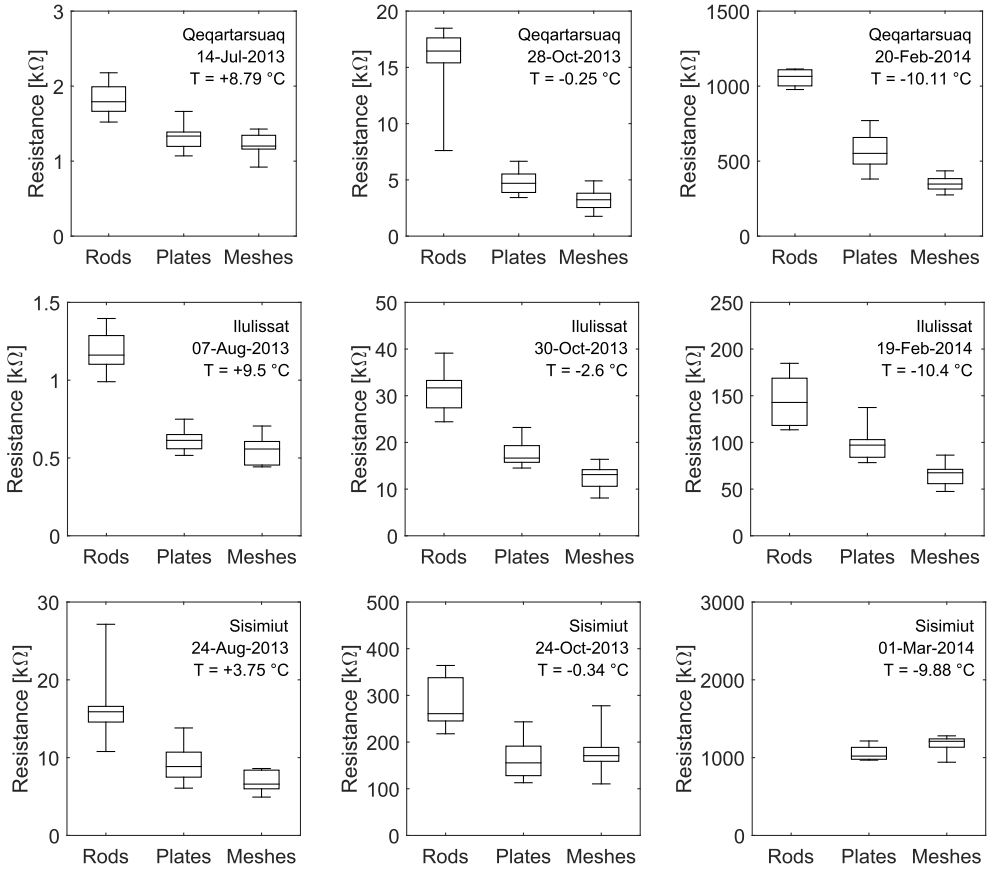 3
2
1
0
Resistance [kΩ]
Qeqartarsuaq
14-Jul-2013
T = +8.79 °C
Rods Plates Meshes
20
15
10
5
0
Resistance [kΩ]
Qeqartarsuaq
28-Oct-2013
T = -0.25 °C
Rods Plates Meshes
1500
1000
500
0
Resistance [kΩ]
Qeqartarsuaq
20-Feb-2014
T = -10.11 °C
Rods Plates Meshes
1.5
1
0.5
0
Resistance [kΩ]
Ilulissat
07-Aug-2013
T = +9.5 °C
Rods Plates Meshes
50
40
30
20
10
0
Resistance [kΩ]
Ilulissat
30-Oct-2013
T = -2.6 °C
Rods Plates Meshes
250
200
150
100
50
0
Resistance [kΩ]
Ilulissat
19-Feb-2014
T = -10.4 °C
Rods Plates Meshes
30
20
10
0
Resistance [kΩ]
Sisimiut
24-Aug-2013
T = +3.75 °C
Rods Plates Meshes
500
400
300
200
100
0
Resistance [kΩ]
Sisimiut
24-Oct-2013
T = -0.34 °C
Rods Plates Meshes
3000
2000
1000
0
Resistance [kΩ]
Sisimiut
01-Mar-2014
T = -9.88 °C
Rods Plates Meshes